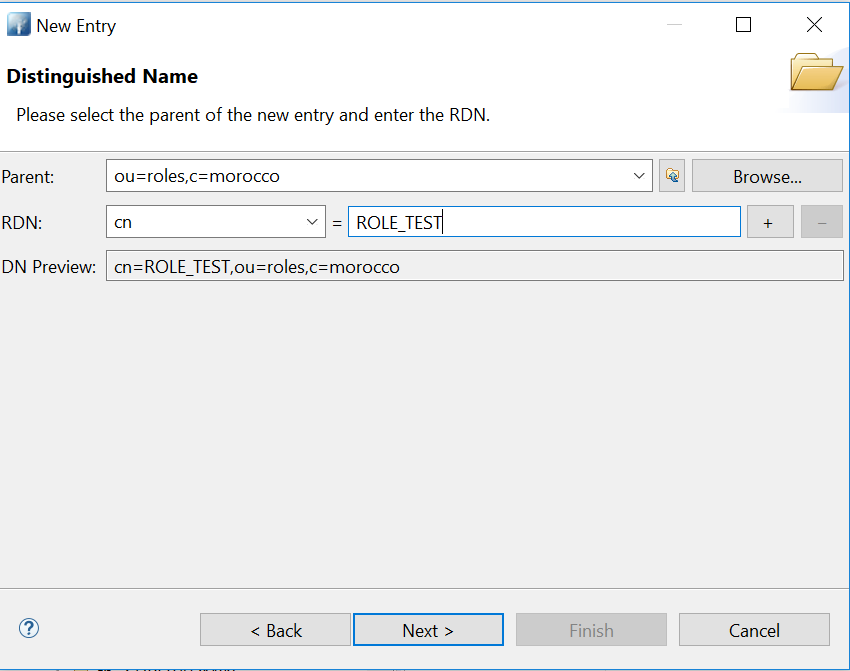 New Entry
Distinguished Name
Please select the parent of the new entry and enter the RDN.
Parent: ou=roles,c=morocco Browse...
RDN: cn = ROLE_TEST + −
DN Preview: cn=ROLE_TEST,ou=roles,c=morocco
? < Back Next > Finish Cancel